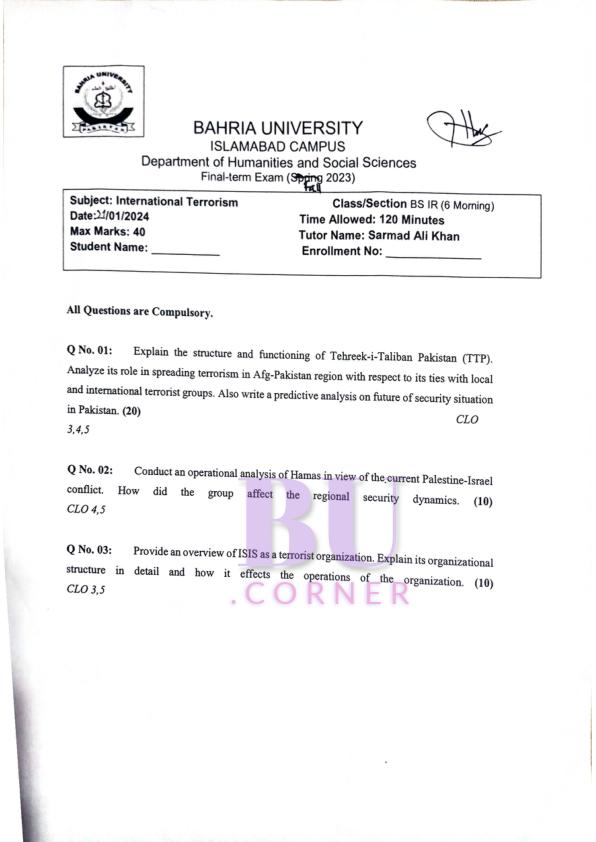 BAHRIA UNIVERSITY
PAKISTAN
BAHRIA UNIVERSITY
ISLAMABAD CAMPUS
Department of Humanities and Social Sciences
Final-term Exam (Spring 2023)
Fall
Subject: International Terrorism
Class/Section BS IR (6 Morning)
Date:21/01/2024
Time Allowed: 120 Minutes
Max Marks: 40
Tutor Name: Sarmad Ali Khan
Student Name: __________
Enrollment No: ______________
All Questions are Compulsory.
Q No. 01: Explain the structure and functioning of Tehreek-i-Taliban Pakistan (TTP).
Analyze its role in spreading terrorism in Afg-Pakistan region with respect to its ties with local
and international terrorist groups. Also write a predictive analysis on future of security situation
in Pakistan. (20) CLO
3,4,5
Q No. 02: Conduct an operational analysis of Hamas in view of the current Palestine-Israel
conflict. How did the group affect the regional security dynamics. (10)
CLO 4,5
Q No. 03: Provide an overview of ISIS as a terrorist organization. Explain its organizational
structure in detail and how it effects the operations of the organization. (10)
CLO 3,5
BU
.CORNER